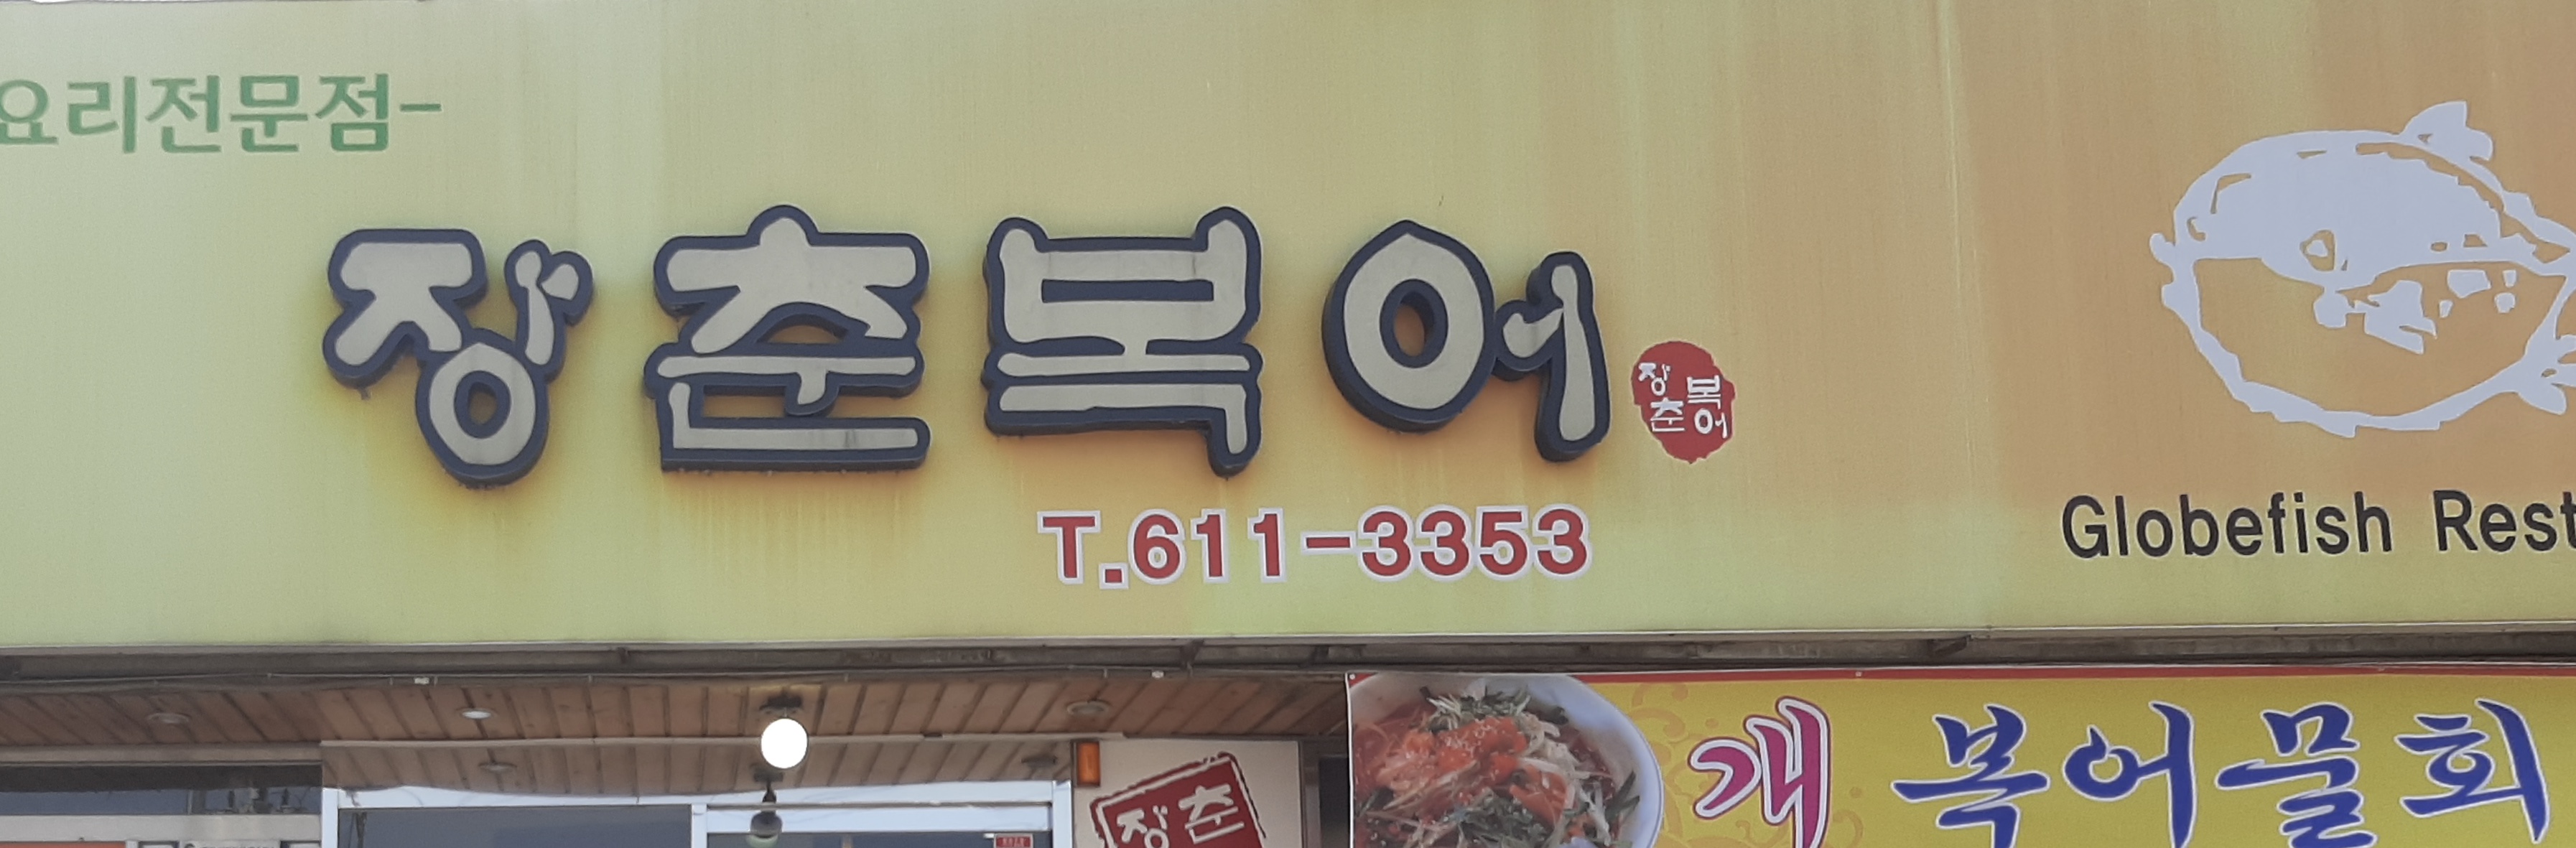 요리전문점-
장춘복어
장춘
복어
T.611-3353
Globefish Rest
장춘
개 복어물회